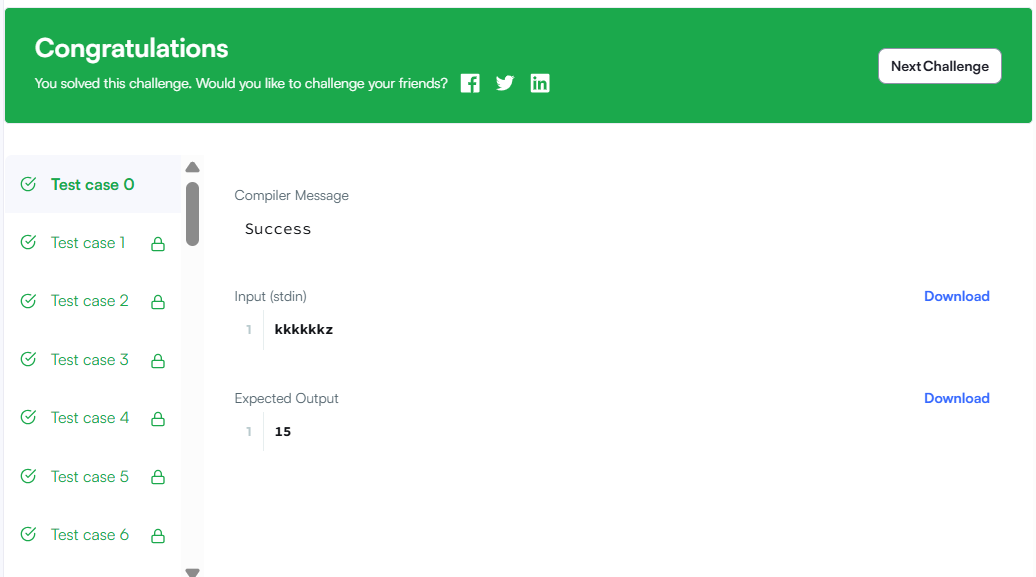 Congratulations
You solved this challenge. Would you like to challenge your friends?
Next Challenge
Test case 0
Test case 1
Test case 2
Test case 3
Test case 4
Test case 5
Test case 6
Compiler Message
Success
Input (stdin)
Download
1 kkkkkkz
Expected Output
Download
1 15